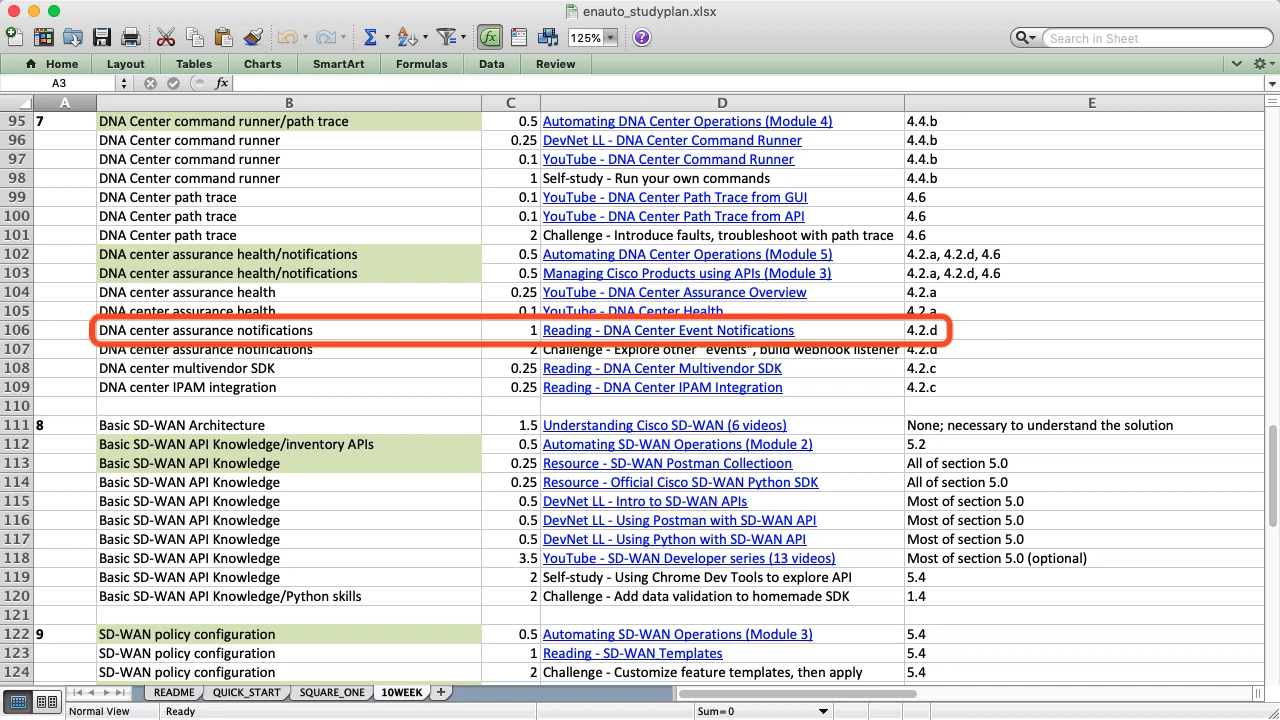 enauto_studyplan.xlsx
125%
Search in Sheet
Home Layout Tables Charts SmartArt Formulas Data Review
A3 fx
A B C D E
95 7 DNA Center command runner/path trace 0.5 Automating DNA Center Operations (Module 4) 4.4.b
96 DNA Center command runner 0.25 DevNet LL - DNA Center Command Runner 4.4.b
97 DNA Center command runner 0.1 YouTube - DNA Center Command Runner 4.4.b
98 DNA Center command runner 1 Self-study - Run your own commands 4.4.b
99 DNA Center path trace 0.1 YouTube - DNA Center Path Trace from GUI 4.6
100 DNA Center path trace 0.1 YouTube - DNA Center Path Trace from API 4.6
101 DNA Center path trace 2 Challenge - Introduce faults, troubleshoot with path trace 4.6
102 DNA center assurance health/notifications 0.5 Automating DNA Center Operations (Module 5) 4.2.a, 4.2.d, 4.6
103 DNA center assurance health/notifications 0.5 Managing Cisco Products using APIs (Module 3) 4.2.a, 4.2.d, 4.6
104 DNA center assurance health 0.25 YouTube - DNA Center Assurance Overview 4.2.a
105 DNA center assurance health 0.1 YouTube - DNA Center Health 4.2.a
106 DNA center assurance notifications 1 Reading - DNA Center Event Notifications 4.2.d
107 DNA center assurance notifications 2 Challenge - Explore other "events", build webhook listener 4.2.d
108 DNA center multivendor SDK 0.25 Reading - DNA Center Multivendor SDK 4.2.c
109 DNA center IPAM integration 0.25 Reading - DNA Center IPAM Integration 4.2.c
110
111 8 Basic SD-WAN Architecture 1.5 Understanding Cisco SD-WAN (6 videos) None; necessary to understand the solution
112 Basic SD-WAN API Knowledge/inventory APIs 0.5 Automating SD-WAN Operations (Module 2) 5.2
113 Basic SD-WAN API Knowledge 0.25 Resource - SD-WAN Postman Collectioon All of section 5.0
114 Basic SD-WAN API Knowledge 0.25 Resource - Official Cisco SD-WAN Python SDK All of section 5.0
115 Basic SD-WAN API Knowledge 0.5 DevNet LL - Intro to SD-WAN APIs Most of section 5.0
116 Basic SD-WAN API Knowledge 0.5 DevNet LL - Using Postman with SD-WAN API Most of section 5.0
117 Basic SD-WAN API Knowledge 0.5 DevNet LL - Using Python with SD-WAN API Most of section 5.0
118 Basic SD-WAN API Knowledge 3.5 YouTube - SD-WAN Developer series (13 videos) Most of section 5.0 (optional)
119 Basic SD-WAN API Knowledge 2 Self-study - Using Chrome Dev Tools to explore API 5.4
120 Basic SD-WAN API Knowledge/Python skills 2 Challenge - Add data validation to homemade SDK 1.4
121
122 9 SD-WAN policy configuration 0.5 Automating SD-WAN Operations (Module 3) 5.4
123 SD-WAN policy configuration 1 Reading - SD-WAN Templates 5.4
124 SD-WAN policy configuration 2 Challenge - Customize feature templates, then apply 5.4
README QUICK_START SQUARE_ONE 10WEEK
Normal View Ready Sum=0